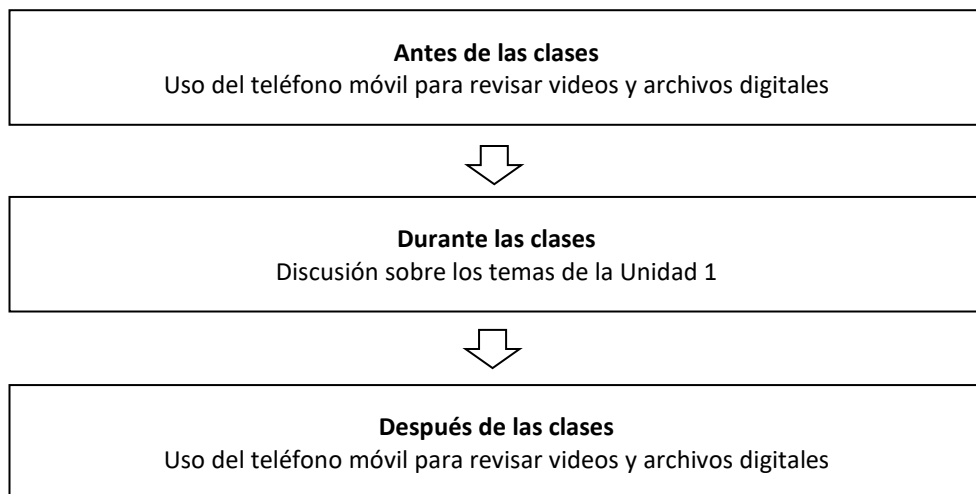 Antes de las clases
Uso del teléfono móvil para revisar videos y archivos digitales
Durante las clases
Discusión sobre los temas de la Unidad 1
Después de las clases
Uso del teléfono móvil para revisar videos y archivos digitales